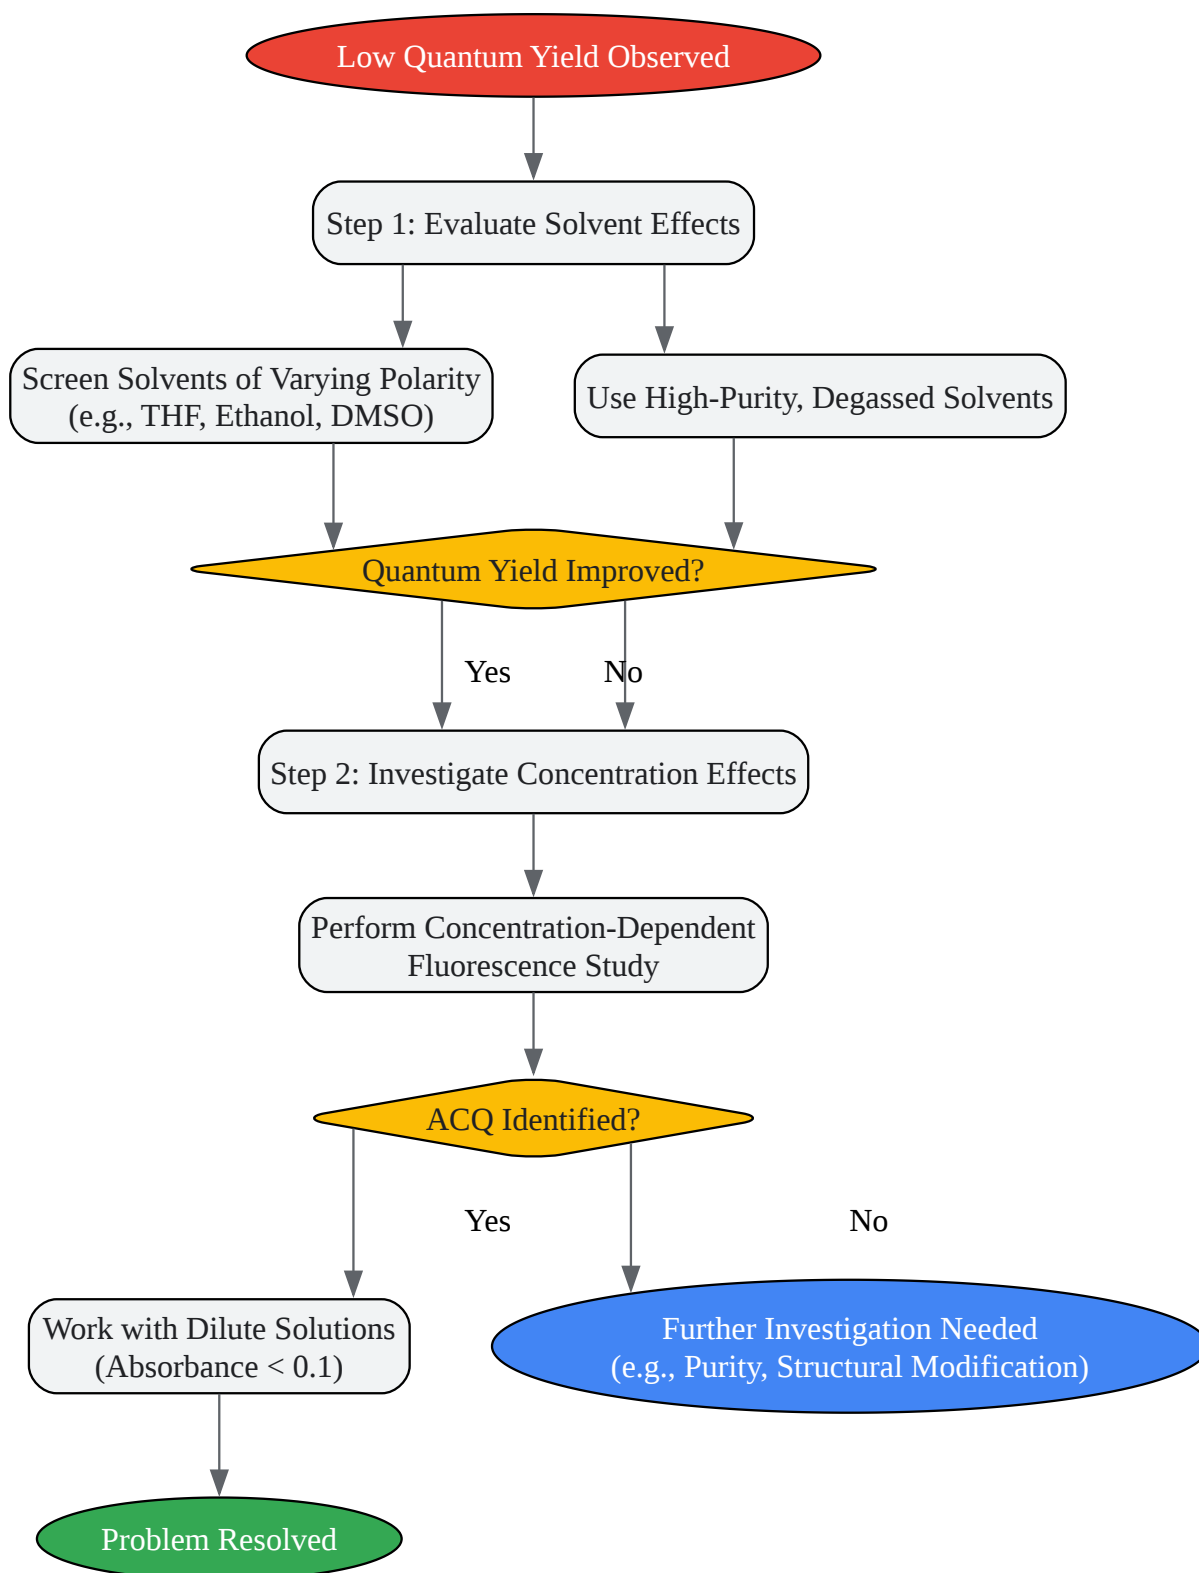 Low Quantum Yield Observed
Step 1: Evaluate Solvent Effects
Screen Solvents of Varying Polarity
(e.g., THF, Ethanol, DMSO)
Use High-Purity, Degassed Solvents
Quantum Yield Improved?
Yes
No
Step 2: Investigate Concentration Effects
Perform Concentration-Dependent
Fluorescence Study
ACQ Identified?
Yes
No
Work with Dilute Solutions
(Absorbance < 0.1)
Further Investigation Needed
(e.g., Purity, Structural Modification)
Problem Resolved